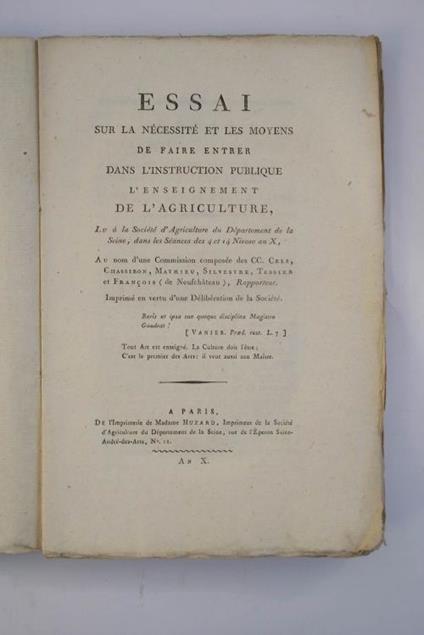 ESSAI
SUR LA NÉCESSITÉ ET LES MOYENS
DE FAIRE ENTRER
DANS L'INSTRUCTION PUBLIQUE
L'ENSEIGNEMENT
DE L'AGRICULTURE,
Lu à la Société d'Agriculture du Département de la
Seine, dans les Séances des 4 et 14 Nivose an X,
Au nom d'une Commission composée des CC. Cels,
Chassiron, Mathieu, Silvestre, Tessier
et François (de Neufchâteau), Rapporteur.
Imprimé en vertu d'une Délibération de la Société.
Ruris et ipsa suo quoque disciplina Magistro
Gaudeat!
[Vanier. Præd. rust. L. 7]
Tout Art est enseigné. La Culture dois l'être;
C'est le premier des Arts: il veut aussi son Maître.
A PARIS,
De l'Imprimerie de Madame Huzard, Imprimeur de la Société
d'Agriculture du Département de la Seine, rue de l'Éperon Saint-
André-des-Arts, N°. 11.
An X.